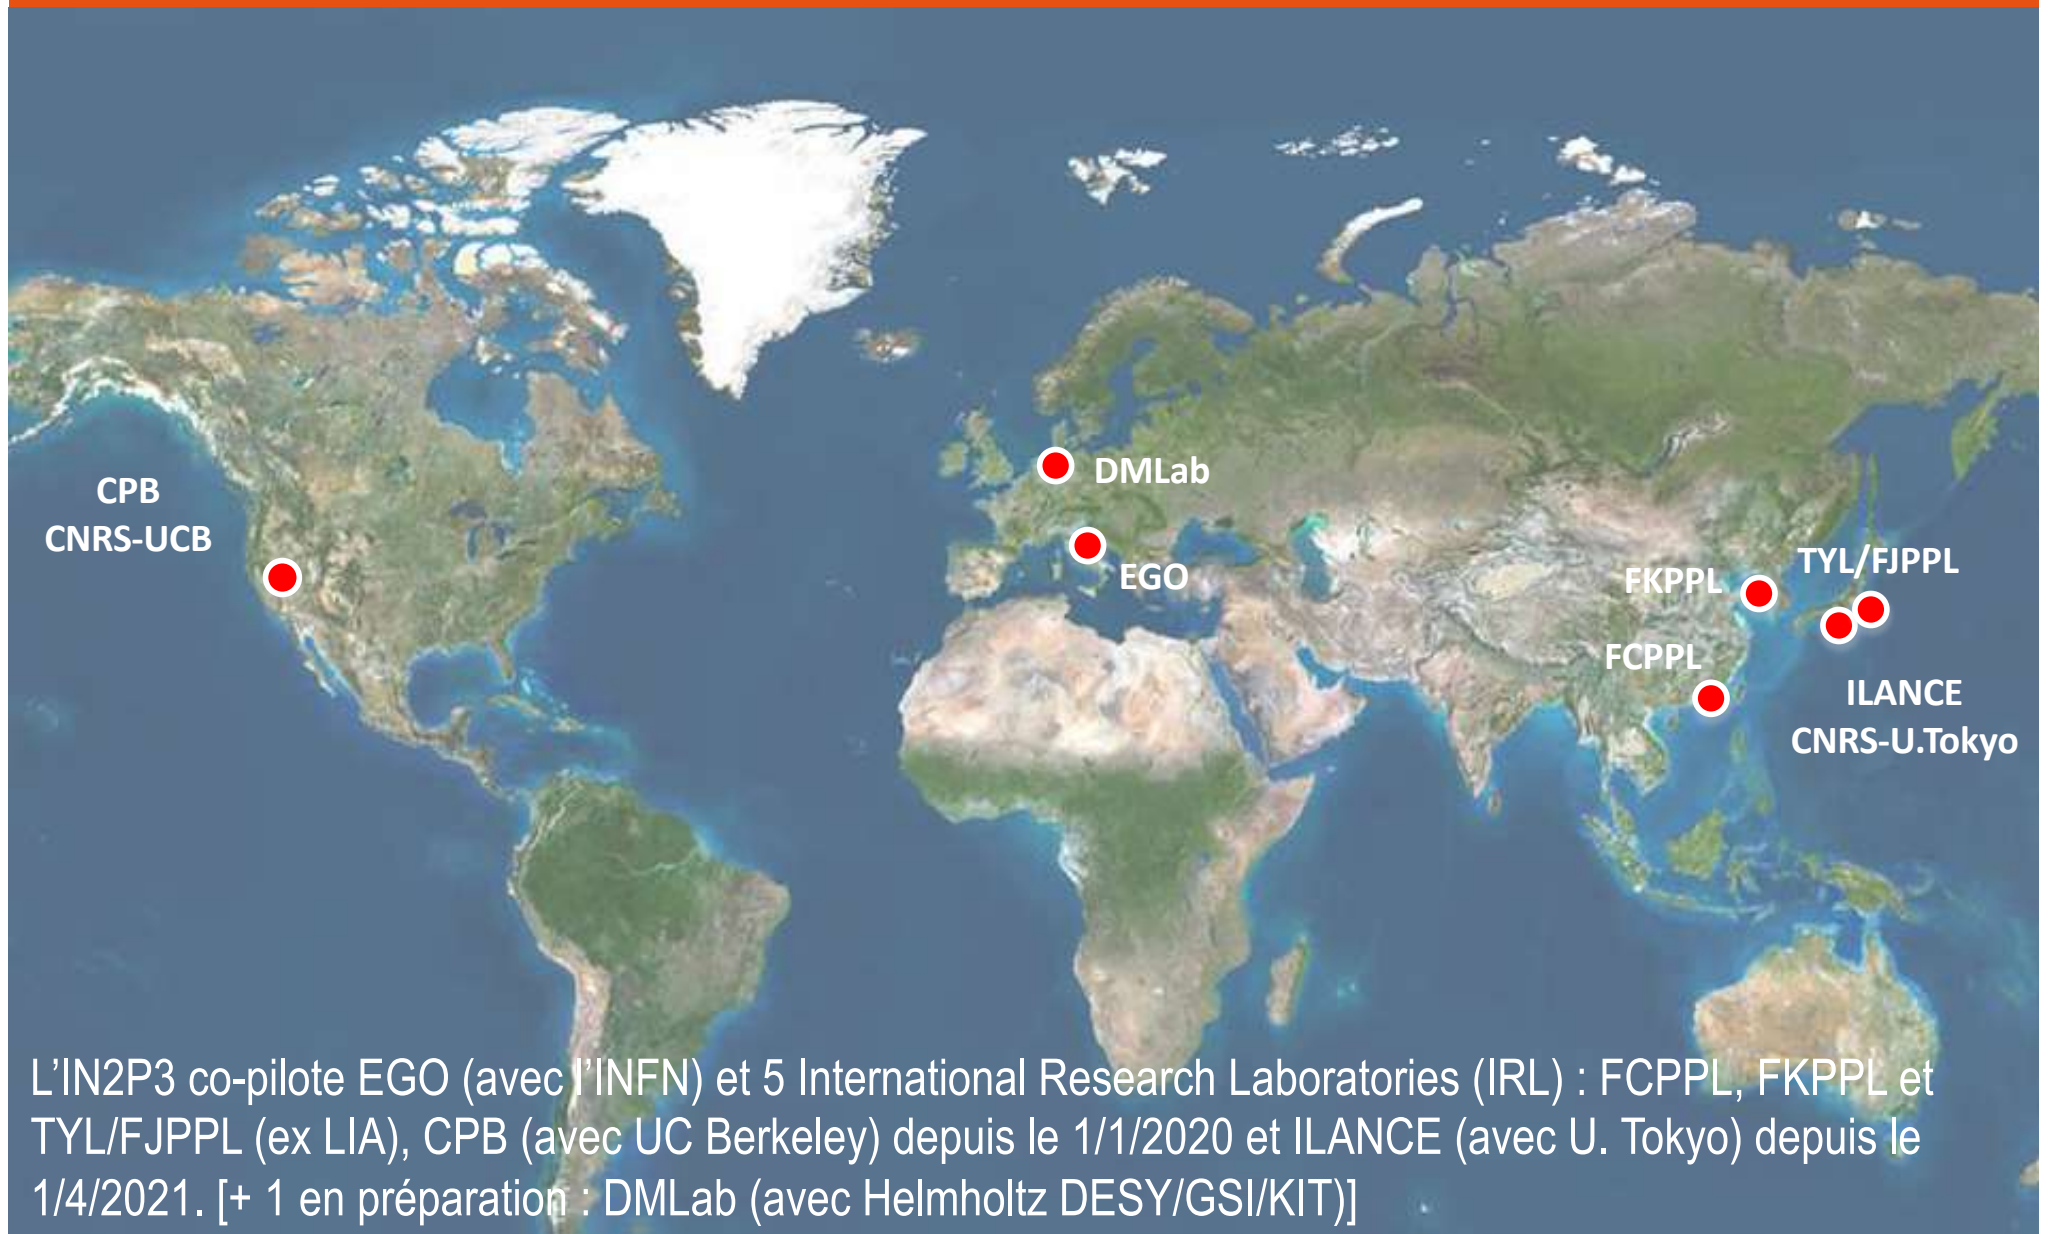 CPB
CNRS-UCB
DMLab
EGO
FKPPL
TYL/FJPPL
FCPPL
ILANCE
CNRS-U.Tokyo
L'IN2P3 co-pilote EGO (avec l'INFN) et 5 International Research Laboratories (IRL) : FCPPL, FKPPL et
TYL/FJPPL (ex LIA), CPB (avec UC Berkeley) depuis le 1/1/2020 et ILANCE (avec U. Tokyo) depuis le
1/4/2021. [+ 1 en préparation : DMLab (avec Helmholtz DESY/GSI/KIT)]